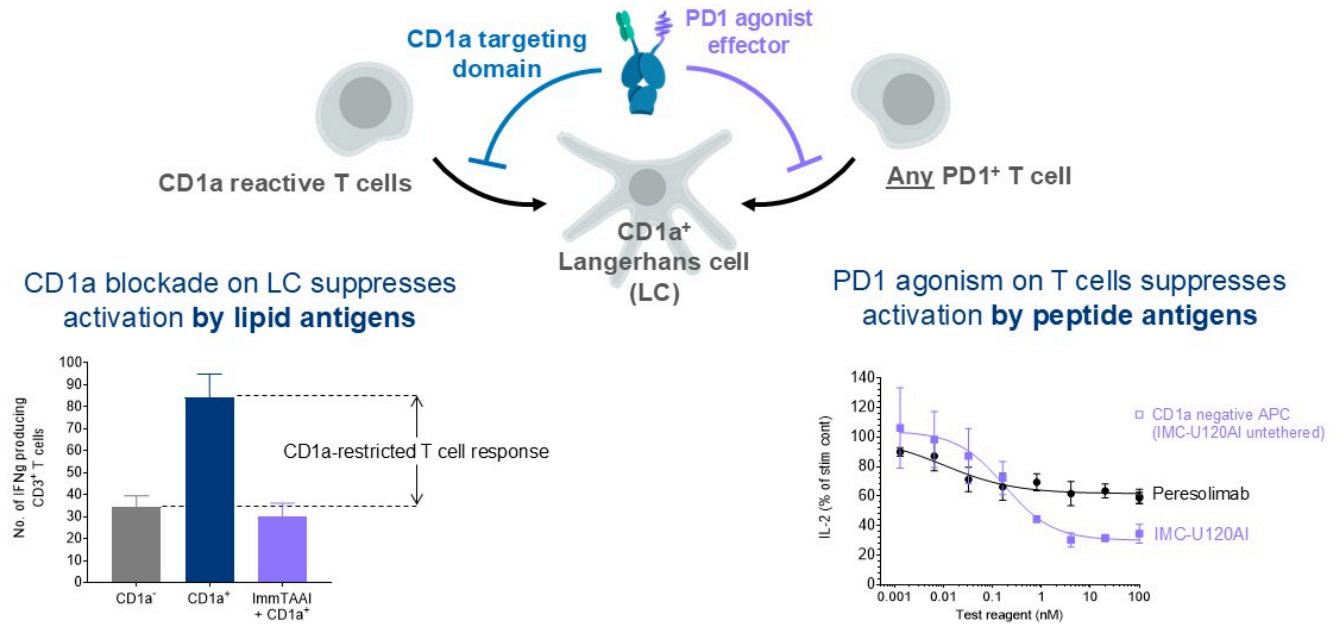 CD1a targeting
domain
PD1 agonist
effector
CD1a reactive T cells
Any PD1+ T cell
CD1a+
Langerhans cell
(LC)
CD1a blockade on LC suppresses
activation by lipid antigens
No. of IFNg producing
CD3+ T cells
100
90
80
70
60
50
40
30
20
10
0
CD1a-restricted T cell response
CD1a-
CD1a+
ImmTAAI
+ CD1a+
PD1 agonism on T cells suppresses
activation by peptide antigens
IL-2 (% of stim cont)
140
120
100
80
60
40
20
0
CD1a negative APC
(IMC-U120AI untethered)
Peresolimab
IMC-U120AI
0.001 0.01 0.1 1 10 100
Test reagent (nM)